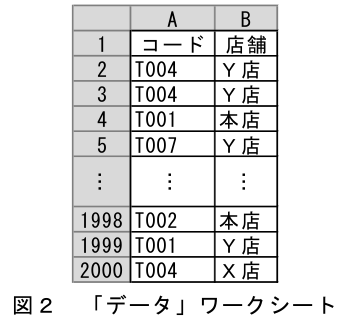 A B
1 コード 店舗
2 T004 Y店
3 T004 Y店
4 T001 本店
5 T007 Y店
⋮ ⋮ ⋮
1998 T002 本店
1999 T001 Y店
2000 T004 X店
図2 「データ」ワークシート